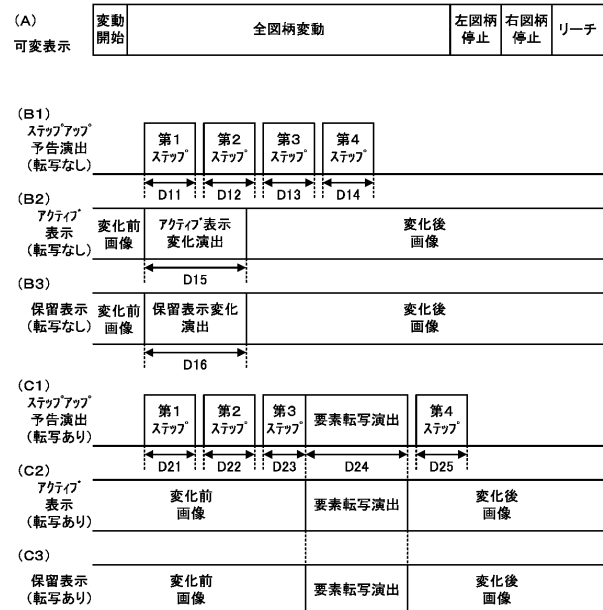 (A)
可変表示
変動
開始
全図柄変動
左図柄
停止
右図柄
停止
リーチ
(B1)
ステップアップ
予告演出
(転写なし)
第1
ステップ
第2
ステップ
第3
ステップ
第4
ステップ
D11
D12
D13
D14
(B2)
アクティブ
表示
(転写なし)
変化前
画像
アクティブ表示
変化演出
変化後
画像
D15
(B3)
保留表示
(転写なし)
変化前
画像
保留表示変化
演出
変化後
画像
D16
(C1)
ステップアップ
予告演出
(転写あり)
第1
ステップ
第2
ステップ
第3
ステップ
要素転写演出
第4
ステップ
D21
D22
D23
D24
D25
(C2)
アクティブ
表示
(転写あり)
変化前
画像
要素転写演出
変化後
画像
(C3)
保留表示
(転写あり)
変化前
画像
要素転写演出
変化後
画像